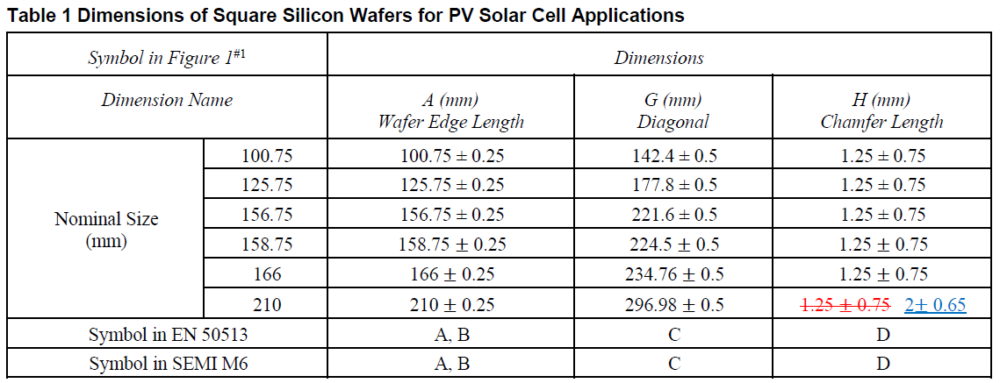 Table 1 Dimensions of Square Silicon Wafers for PV Solar Cell Applications
Symbol in Figure 1#1 Dimensions
Dimension Name A (mm) G (mm) H (mm)
Wafer Edge Length Diagonal Chamfer Length
100.75 100.75 ± 0.25 142.4 ± 0.5 1.25 ± 0.75
125.75 125.75 ± 0.25 177.8 ± 0.5 1.25 ± 0.75
Nominal Size (mm) 156.75 156.75 ± 0.25 221.6 ± 0.5 1.25 ± 0.75
158.75 158.75 ± 0.25 224.5 ± 0.5 1.25 ± 0.75
166 166 ± 0.25 234.76 ± 0.5 1.25 ± 0.75
210 210 ± 0.25 296.98 ± 0.5 1.25 ± 0.75 2± 0.65
Symbol in EN 50513 A, B C D
Symbol in SEMI M6 A, B C D